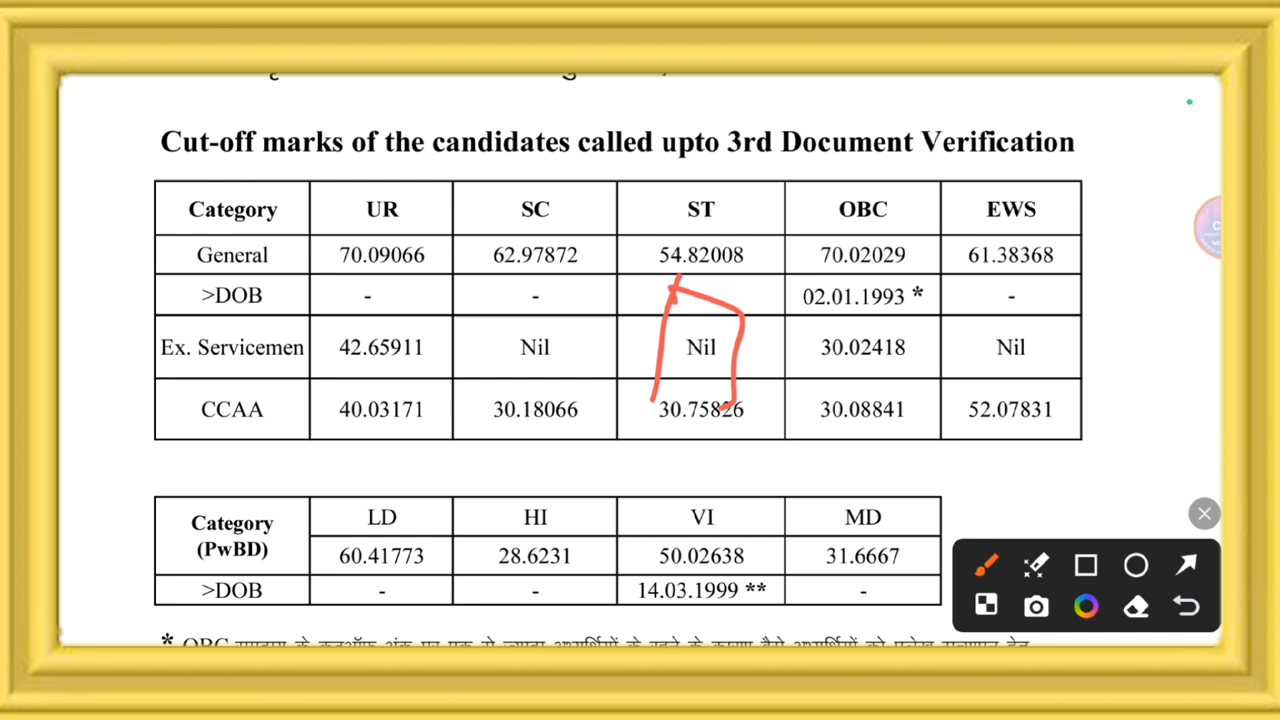 Cut-off marks of the candidates called upto 3rd Document Verification
Category UR SC ST OBC EWS
General 70.09066 62.97872 54.82008 70.02029 61.38368
>DOB - - 02.01.1993 * -
Ex. Servicemen 42.65911 Nil Nil 30.02418 Nil
CCAA 40.03171 30.18066 30.75826 30.08841 52.07831
Category (PwBD) LD HI VI MD
60.41773 28.6231 50.02638 31.6667
>DOB - - 14.03.1999 ** -
* OBC